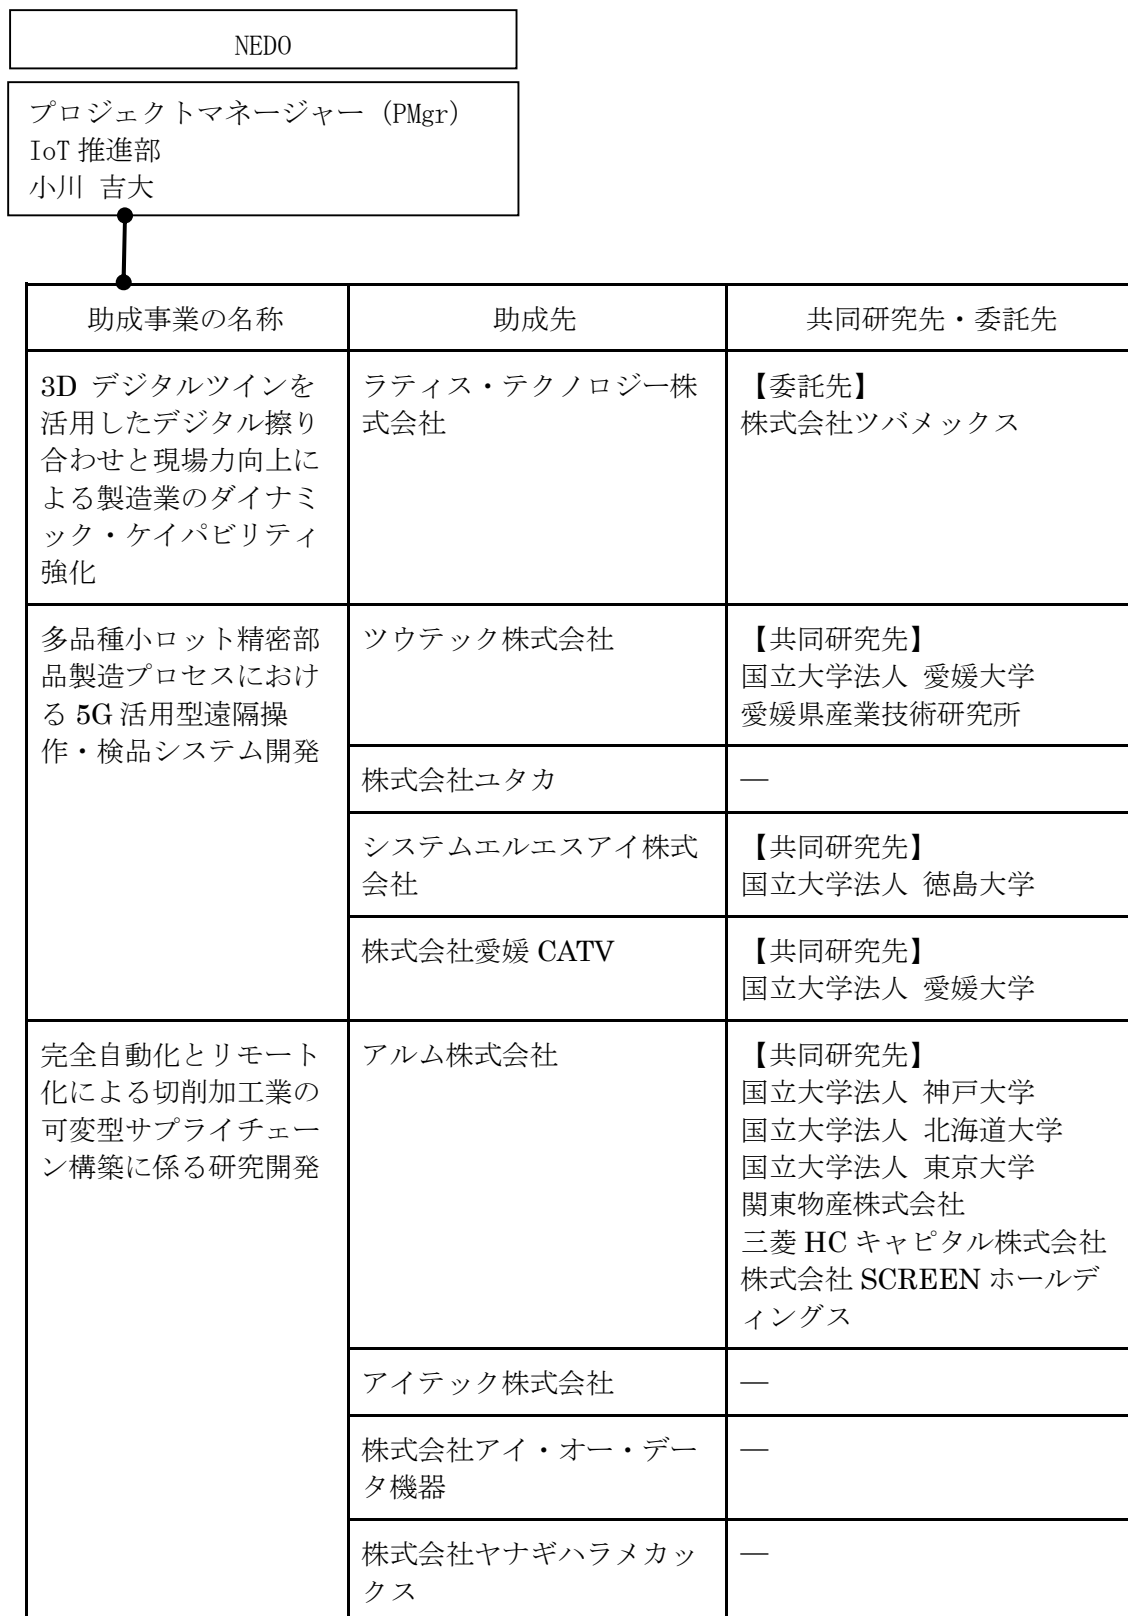 NEDO
プロジェクトマネージャー (PMgr)
IoT 推進部
小川 吉大
助成事業の名称
助成先
共同研究先・委託先
3D デジタルツインを
活用したデジタル擦り
合わせと現場力向上に
よる製造業のダイナミ
ック・ケイパビリティ
強化
ラティス・テクノロジー株
式会社
【委託先】
株式会社ツバメックス
多品種小ロット精密部
品製造プロセスにおけ
る 5G 活用型遠隔操
作・検品システム開発
ツウテック株式会社
【共同研究先】
国立大学法人 愛媛大学
愛媛県産業技術研究所
株式会社ユタカ
―
システムエルエスアイ株式
会社
【共同研究先】
国立大学法人 徳島大学
株式会社愛媛 CATV
【共同研究先】
国立大学法人 愛媛大学
完全自動化とリモート
化による切削加工業の
可変型サプライチェー
ン構築に係る研究開発
アルム株式会社
【共同研究先】
国立大学法人 神戸大学
国立大学法人 北海道大学
国立大学法人 東京大学
関東物産株式会社
三菱 HC キャピタル株式会社
株式会社 SCREEN ホールデ
ィングス
アイテック株式会社
―
株式会社アイ・オー・デー
タ機器
―
株式会社ヤナギハラメカッ
クス
―